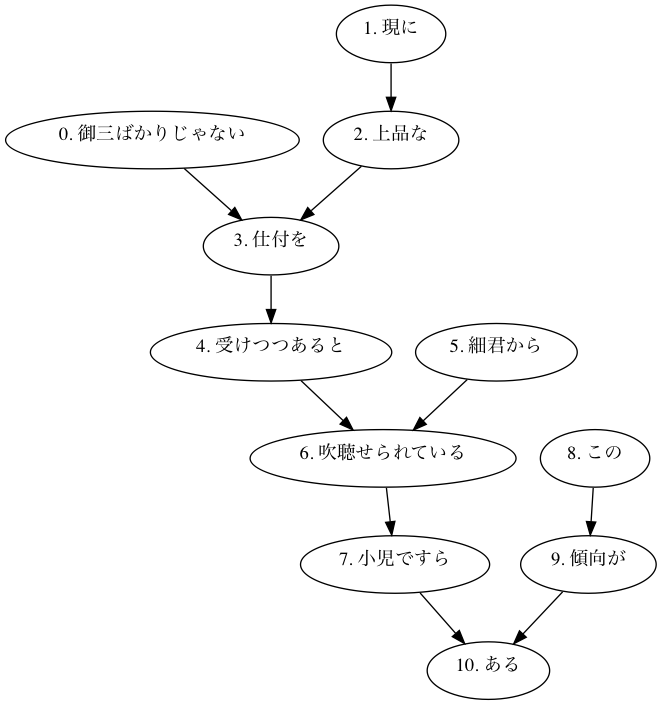 1. 現に
0. 御三ばかりじゃない
2. 上品な
3. 仕付を
4. 受けつつあると
5. 細君から
6. 吹聴せられている
8. この
7. 小児ですら
9. 傾向が
10. ある